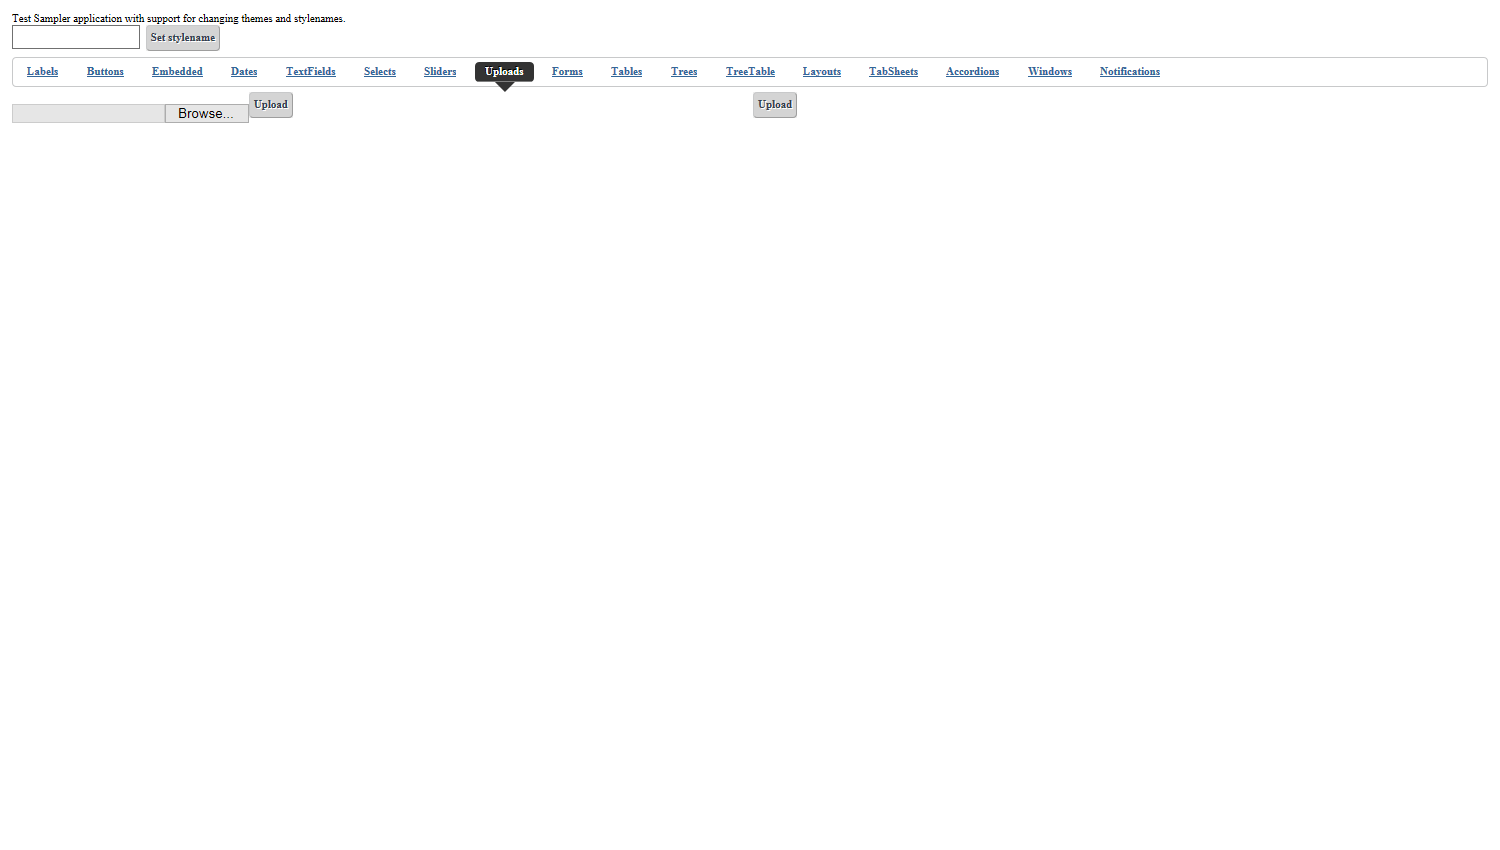 Test Sampler application with support for changing themes and stylenames.
Set stylename
Labels Buttons Embedded Dates TextFields Selects Sliders Uploads Forms Tables Trees TreeTable Layouts TabSheets Accordions Windows Notifications
Browse... Upload Upload